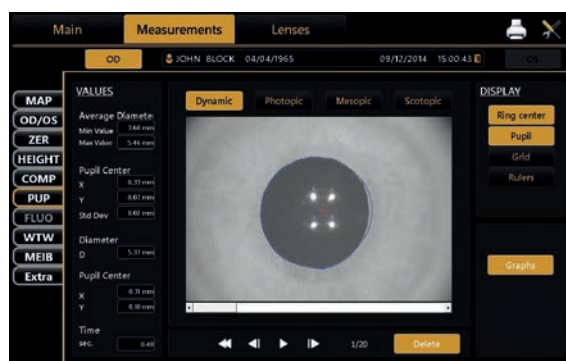 Main Measurements Lenses
OD JOHN BLOCK 04/04/1965 09/12/2014 15:00:43 OS
MAP
OD/OS
ZER
HEIGHT
COMP
PUP
FLUO
WTW
MEIB
Extra
VALUES
Average Diamete
Min Value 3.68 mm
Max Value 5.46 mm
Pupil Center
X 0.33 mm
Y 0.07 mm
Std Dev 0.02 mm
Diameter
D 5.37 mm
Pupil Center
X 0.31 mm
Y 0.10 mm
Time
sec. 0.40
Dynamic Photopic Mesopic Scotopic
1/20 Delete
DISPLAY
Ring center
Pupil
Grid
Rulers
Graphs